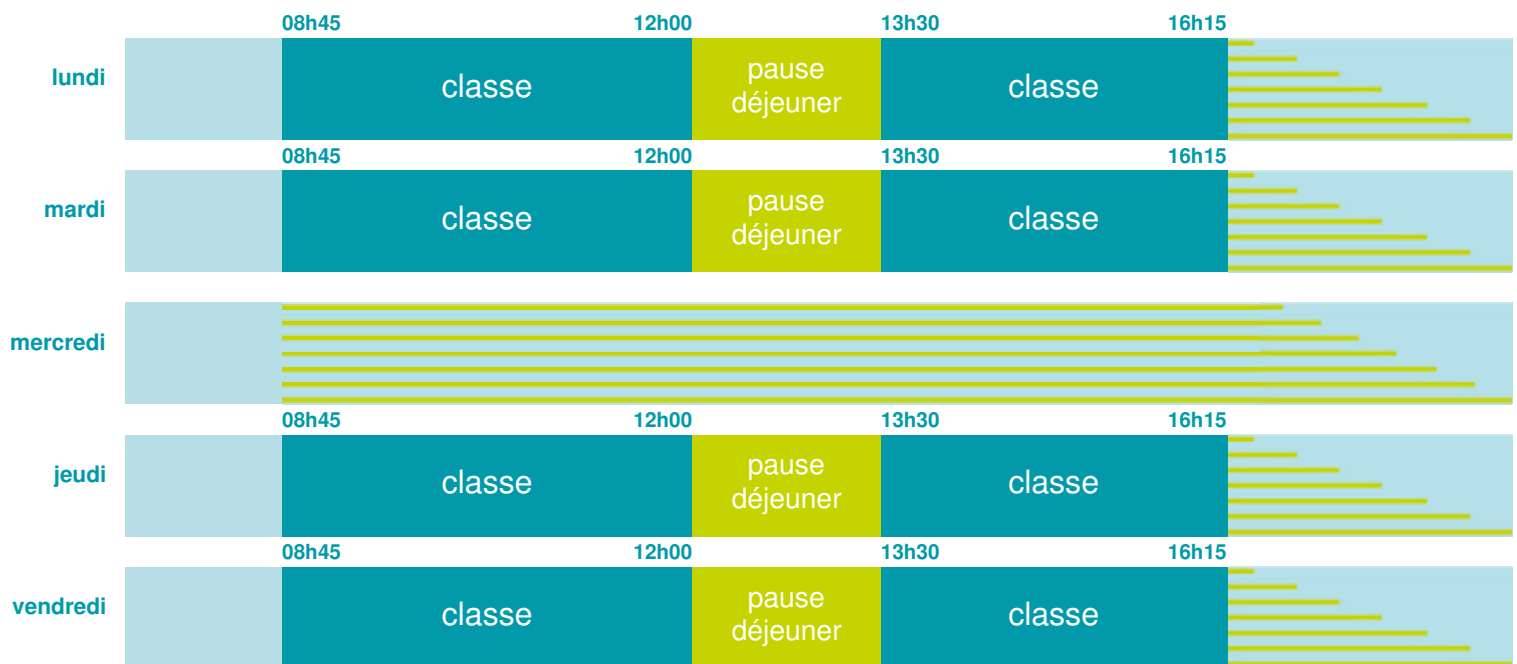 08h45 12h00 13h30 16h15
lundi classe pause déjeuner classe
08h45 12h00 13h30 16h15
mardi classe pause déjeuner classe
mercredi
08h45 12h00 13h30 16h15
jeudi classe pause déjeuner classe
08h45 12h00 13h30 16h15
vendredi classe pause déjeuner classe